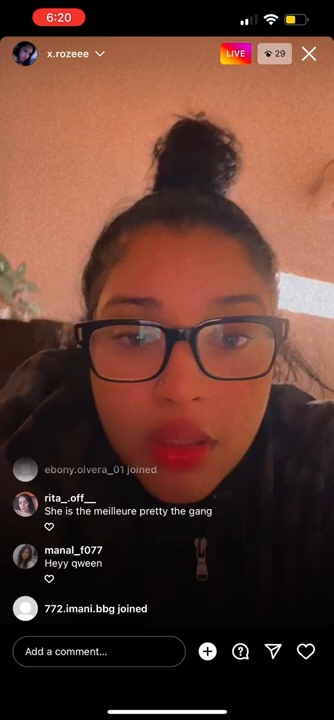 6:20
x.rozeee
LIVE
29
ebony.olvera_01 joined
rita_.off__
She is the meilleure pretty the gang
manal_f077
Heyy qween
772.imani.bbg joined
Add a comment...